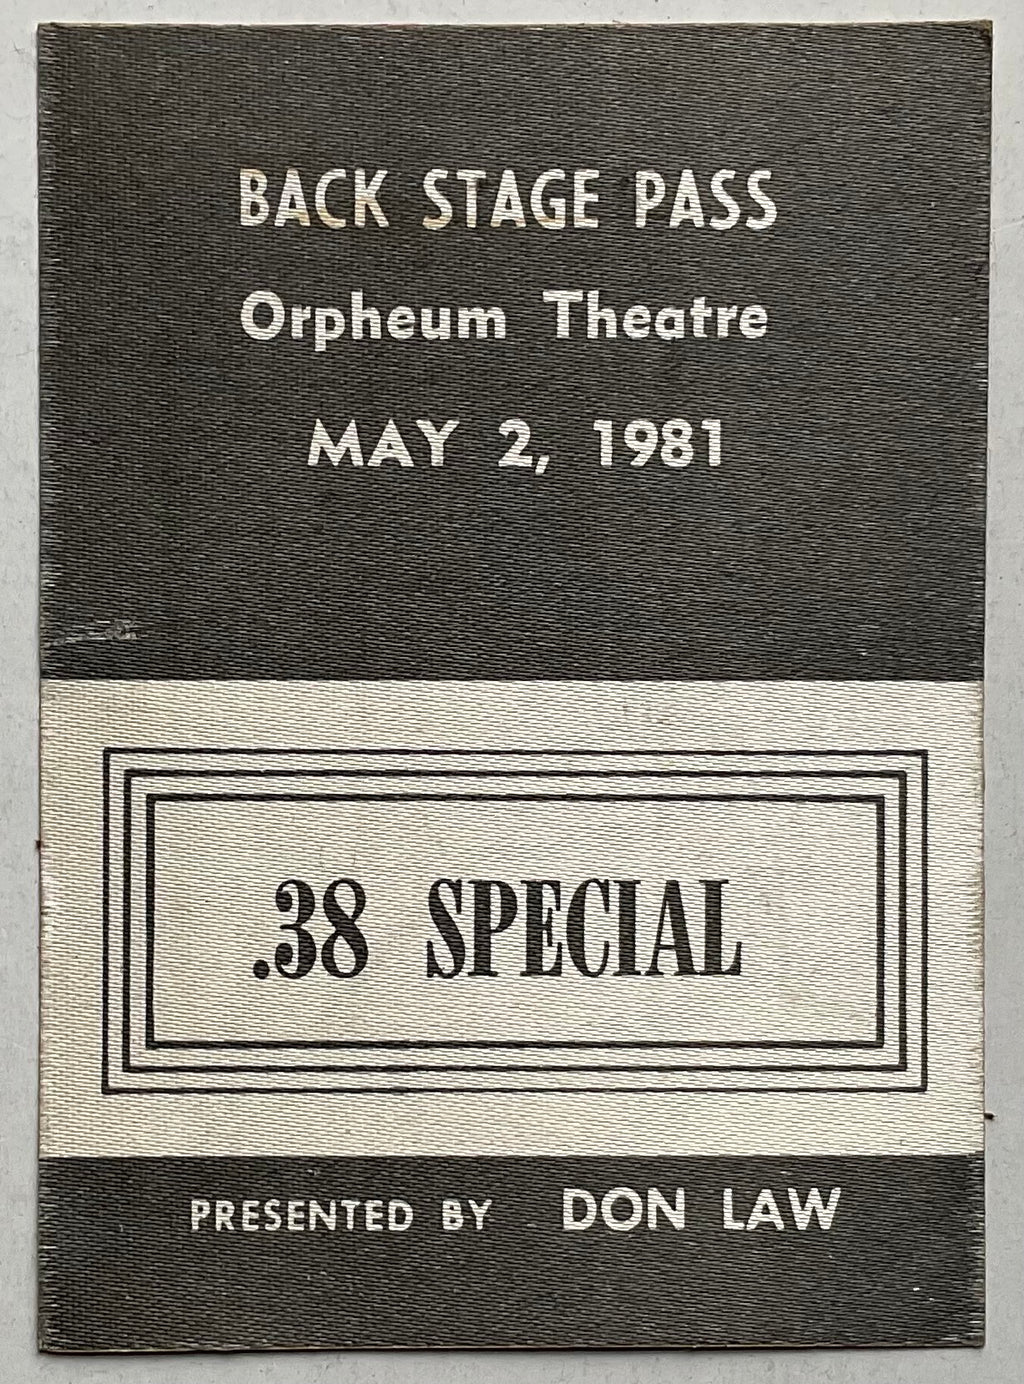 BACK STAGE PASS
Orpheum Theatre
MAY 2, 1981
.38 SPECIAL
PRESENTED BY DON LAW